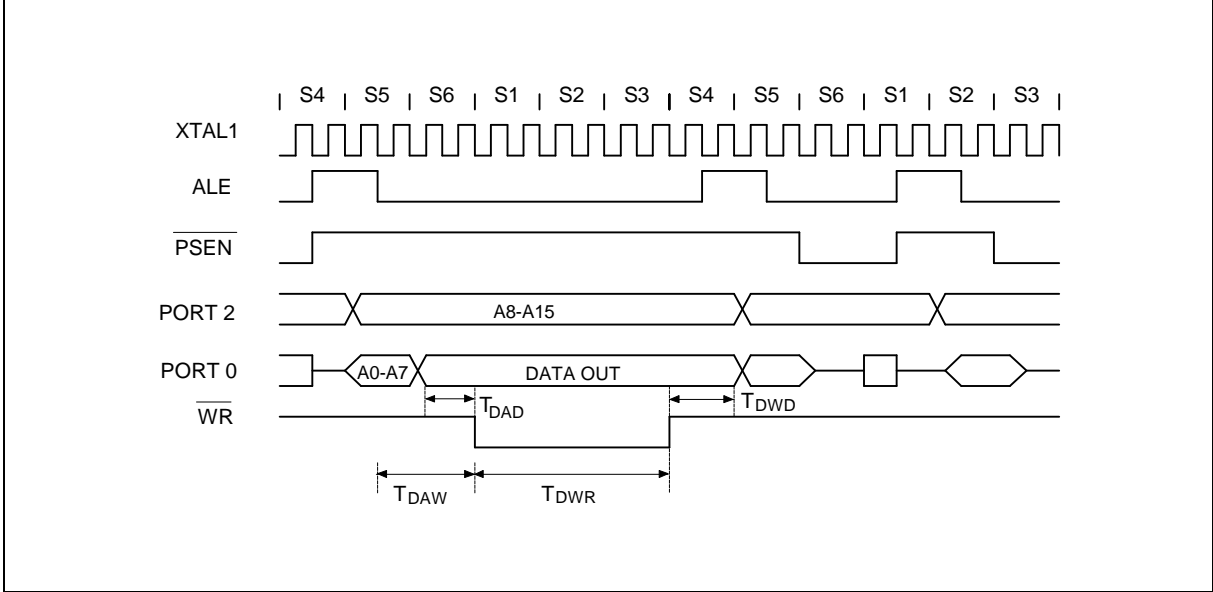 S4 S5 S6 S1 S2 S3 S4 S5 S6 S1 S2 S3
XTAL1
ALE
PSEN
PORT 2
A8-A15
PORT 0
A0-A7 DATA OUT
WR
TDAD TDWD
TDAW TDWR